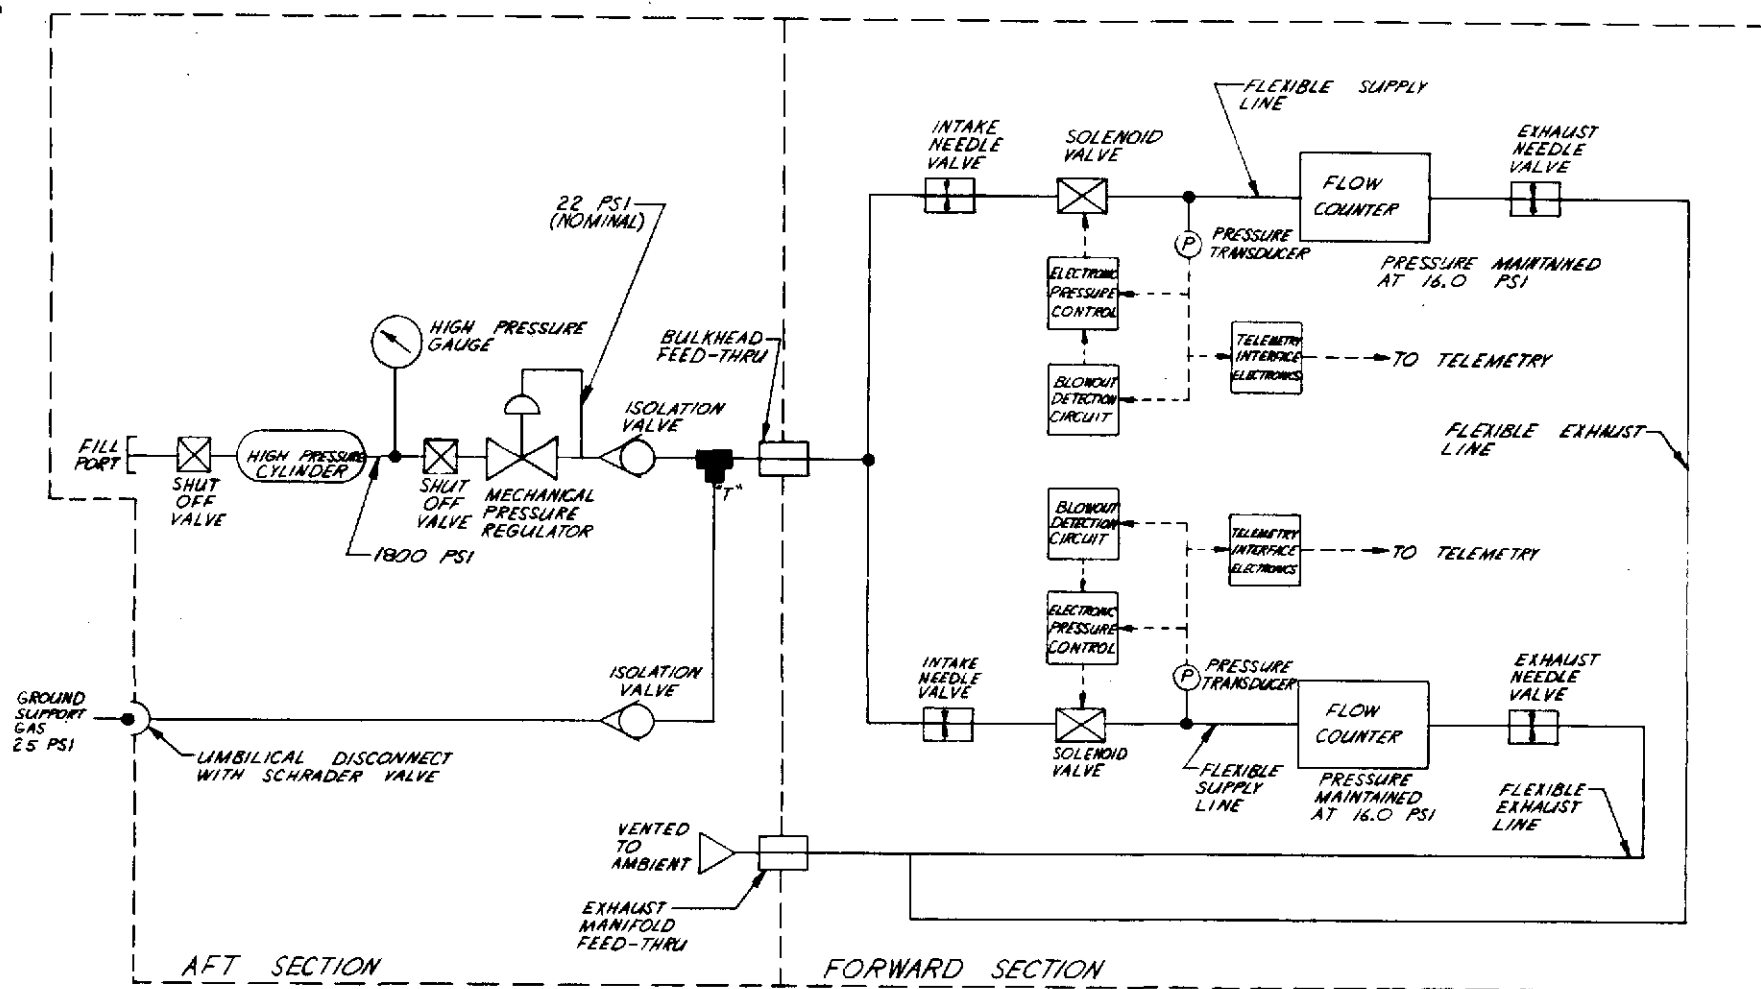 FLEXIBLE SUPPLY
LINE
INTAKE
NEEDLE
VALVE
SOLENOID
VALVE
EXHAUST
NEEDLE
VALVE
FLOW
COUNTER
22 PSI
(NOMINAL)
P
PRESSURE
TRANSDUCER
PRESSURE MAINTAINED
AT 16.0 PSI
ELECTRONIC
PRESSURE
CONTROL
HIGH PRESSURE
GAUGE
BULKHEAD
FEED-THRU
TELEMETRY
INTERFACE
ELECTRONICS
TO TELEMETRY
BLOWOUT
DETECTION
CIRCUIT
ISOLATION
VALVE
FLEXIBLE EXHAUST
LINE
FILL
PORT
HIGH PRESSURE
CYLINDER
SHUT
OFF
VALVE
SHUT
OFF
VALVE
MECHANICAL
PRESSURE
REGULATOR
"T"
1800 PSI
BLOWOUT
DETECTION
CIRCUIT
TELEMETRY
INTERFACE
ELECTRONICS
TO TELEMETRY
ELECTRONIC
PRESSURE
CONTROL
INTAKE
NEEDLE
VALVE
P
PRESSURE
TRANSDUCER
EXHAUST
NEEDLE
VALVE
ISOLATION
VALVE
GROUND
SUPPORT
GAS
25 PSI
FLOW
COUNTER
UMBILICAL DISCONNECT
WITH SCHRADER VALVE
SOLENOID
VALVE
FLEXIBLE
SUPPLY
LINE
PRESSURE
MAINTAINED
AT 16.0 PSI
FLEXIBLE
EXHAUST
LINE
VENTED
TO
AMBIENT
EXHAUST
MANIFOLD
FEED-THRU
AFT SECTION
FORWARD SECTION